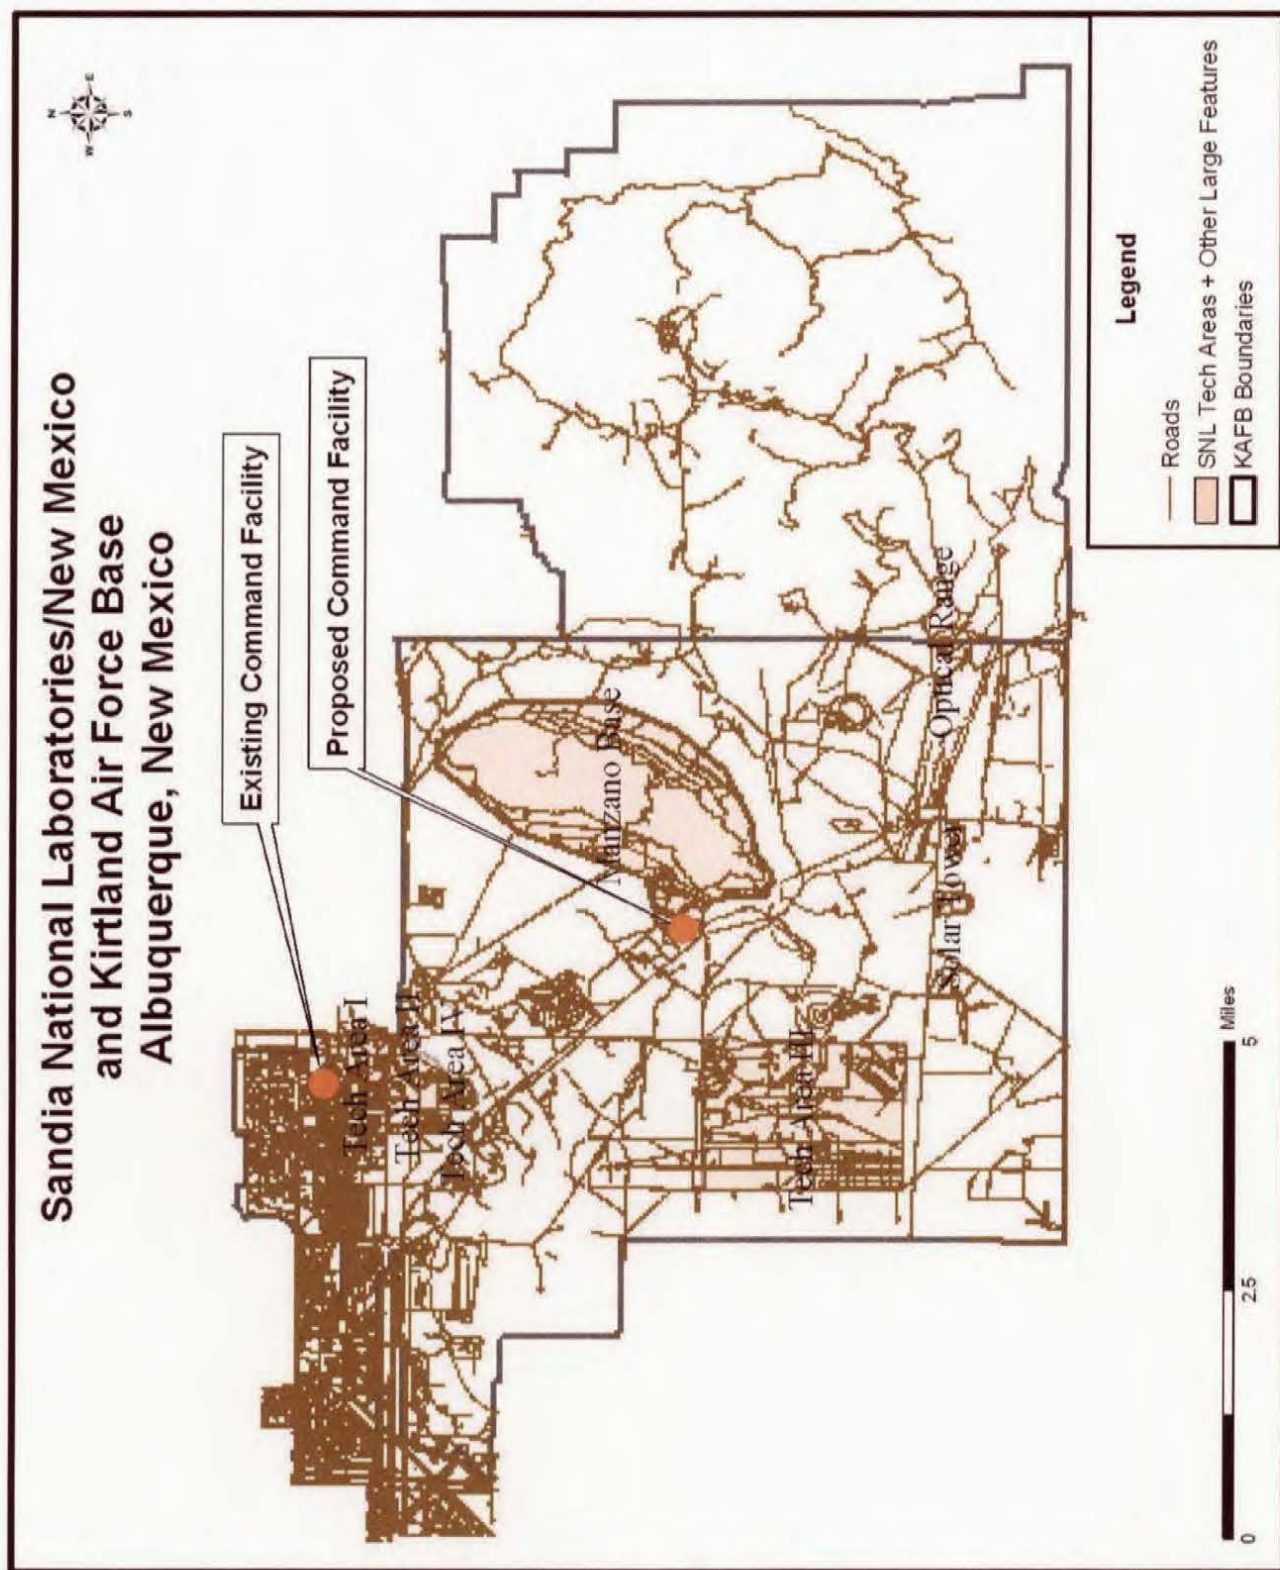 Sandia National Laboratories/New Mexico
and Kirtland Air Force Base
Albuquerque, New Mexico
N
W
E
S
Existing Command Facility
Proposed Command Facility
Tech Area I
Tech Area II
Tech Area IV
Manzano Base
Tech Area III
Solar Tower
Optical Range
0
2.5
5
Miles
Legend
Roads
SNL Tech Areas + Other Large Features
KAFB Boundaries